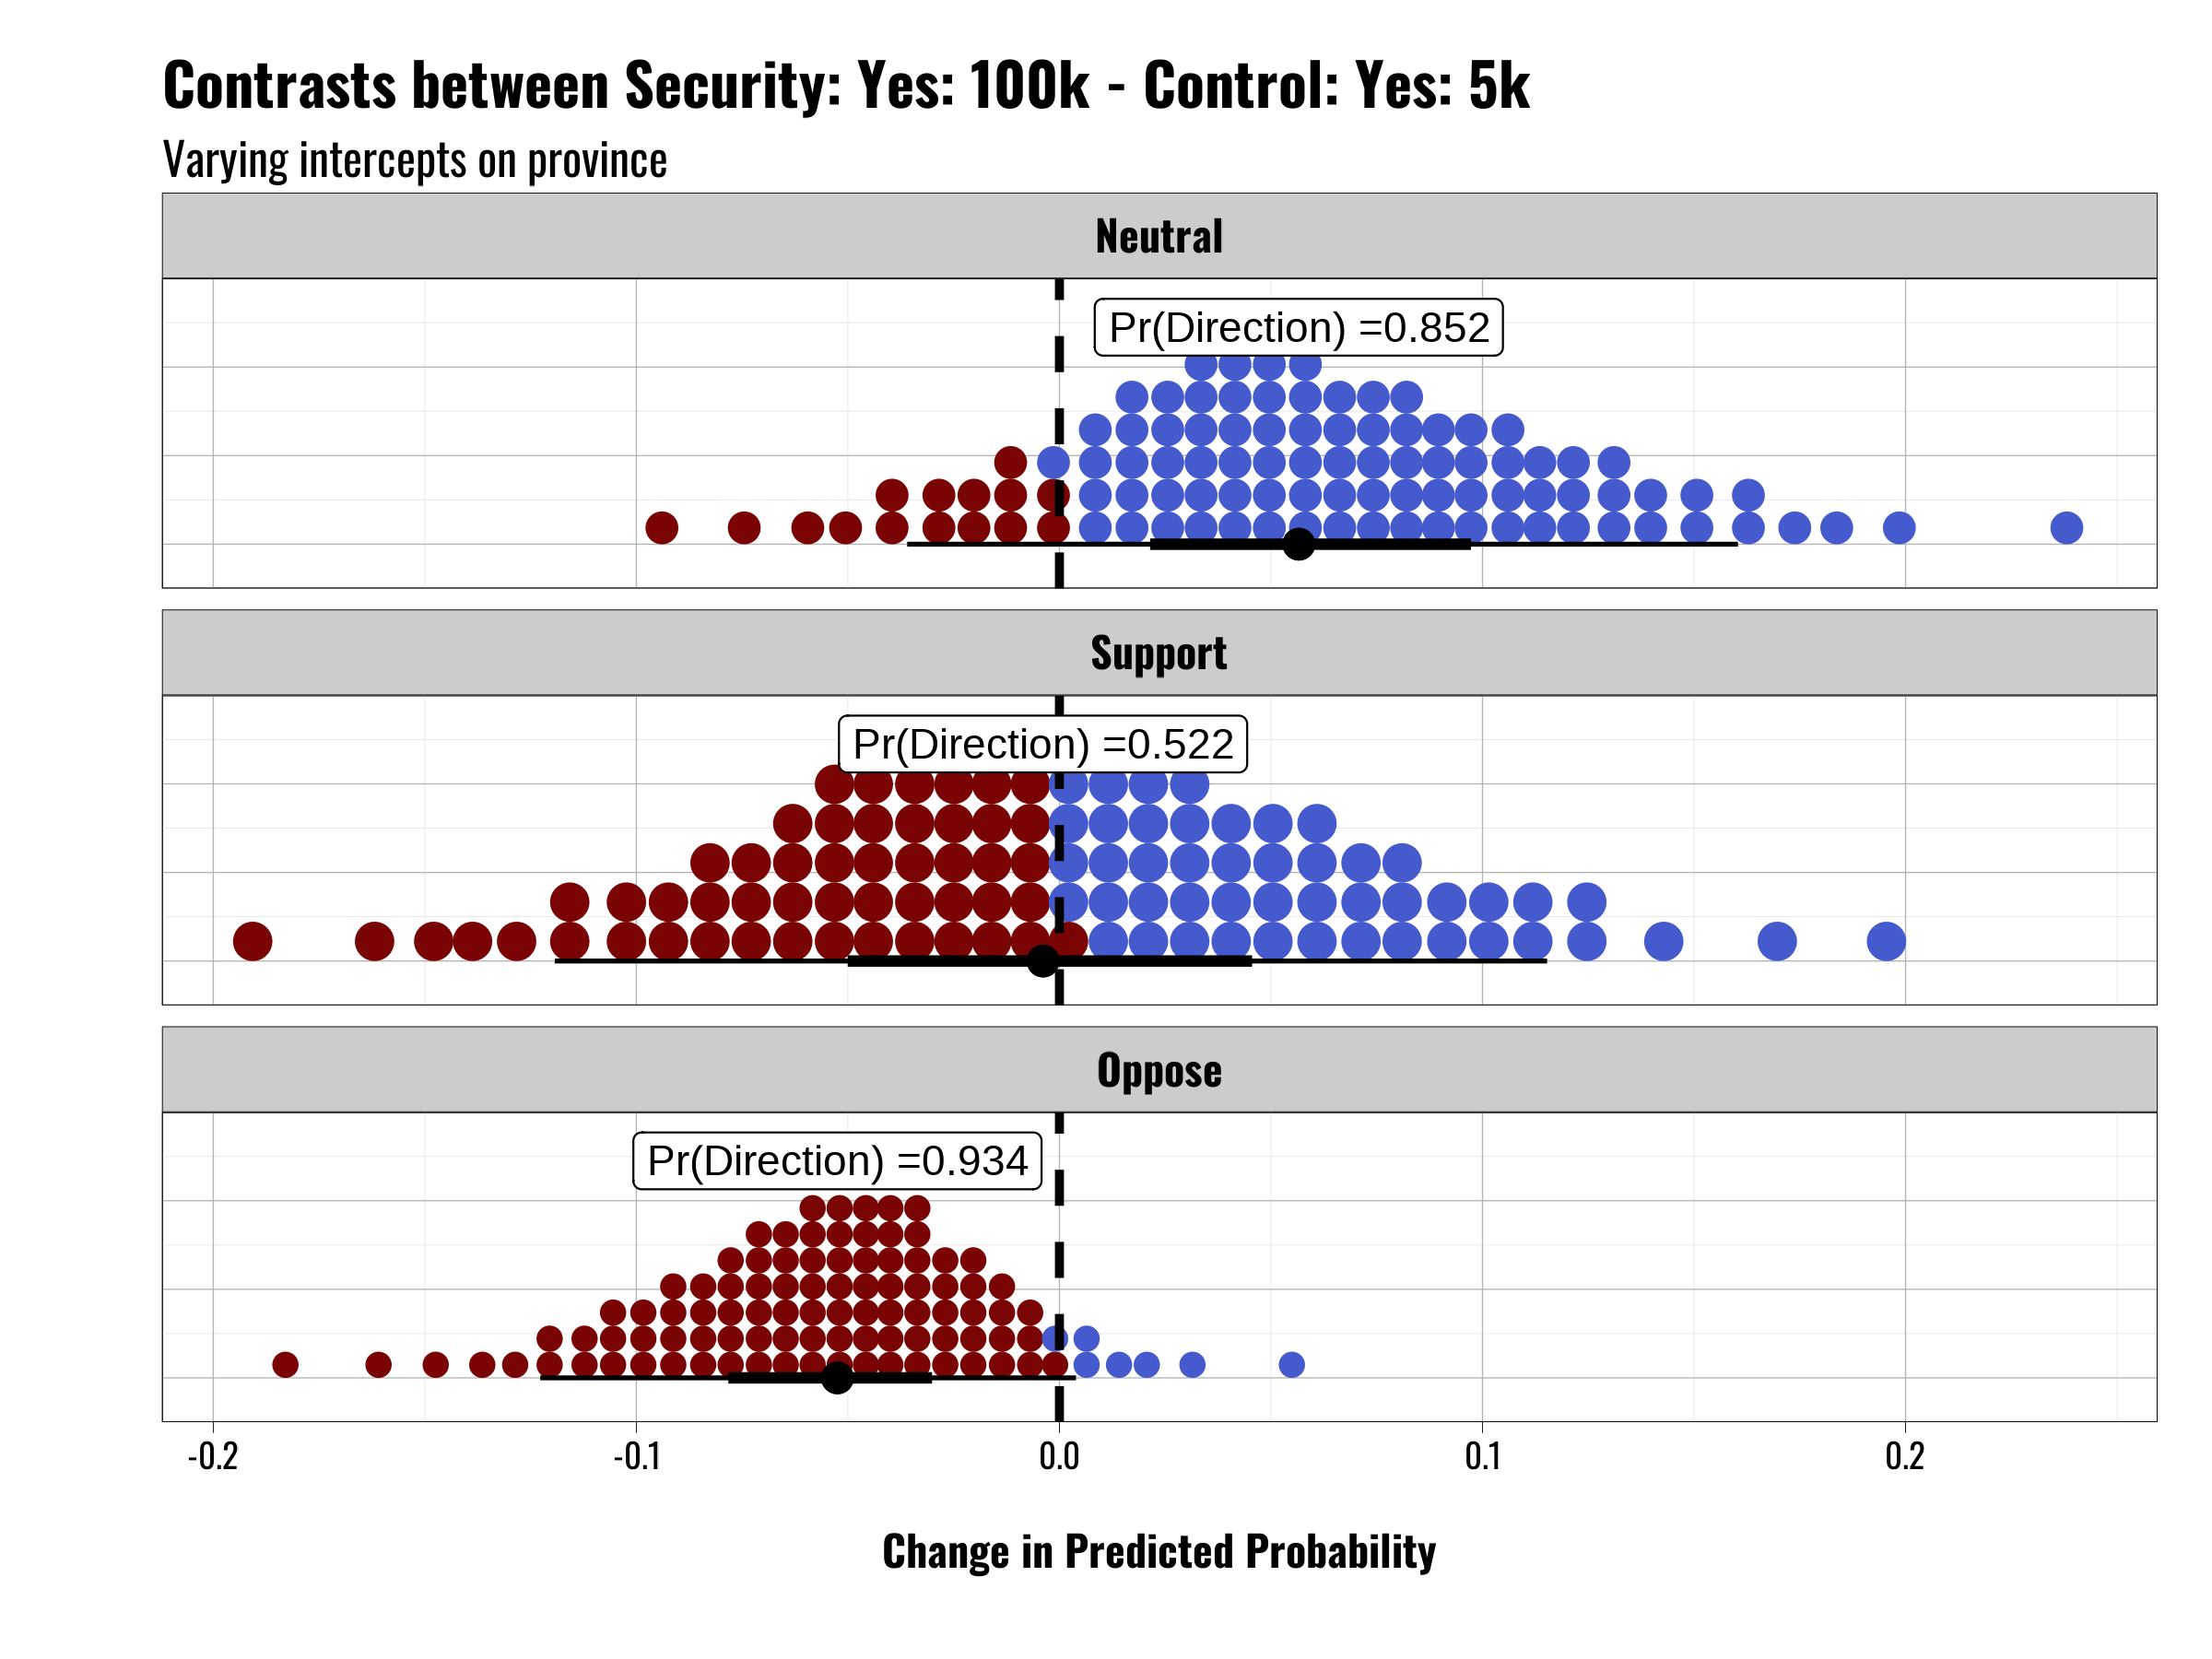 Contrasts between Security: Yes: 100k - Control: Yes: 5k
Varying intercepts on province
Neutral
Pr(Direction) =0.852
Support
Pr(Direction) =0.522
Oppose
Pr(Direction) =0.934
-0.2 -0.1 0.0 0.1 0.2
Change in Predicted Probability